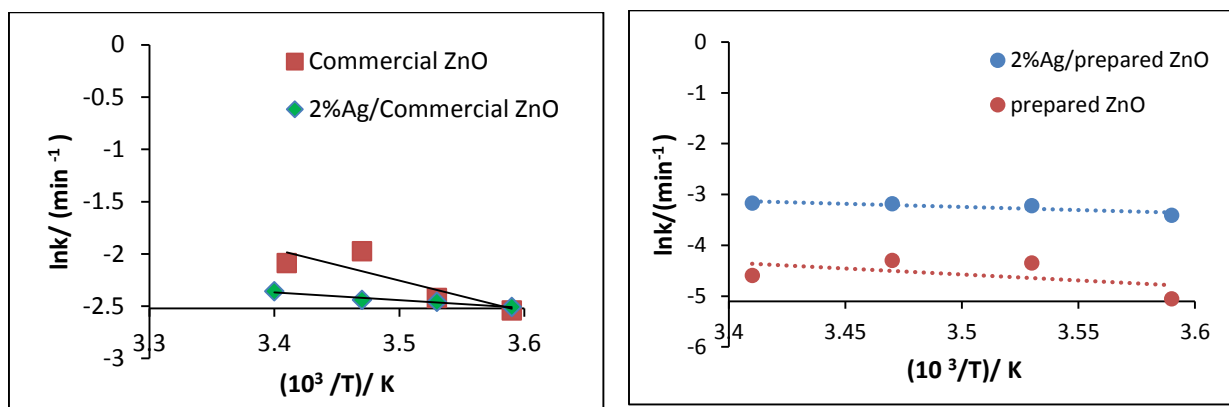 0
-0.5
-1
-1.5
-2
-2.5
-3
3.3
3.4
3.5
3.6
lnk/ (min -1 )
(10³ /T)/ K
Commercial ZnO
2%Ag/Commercial ZnO
0
-1
-2
-3
-4
-5
-6
3.4
3.45
3.5
3.55
3.6
lnk/(min-1)
(10 ³/T)/ K
2%Ag/prepared ZnO
prepared ZnO